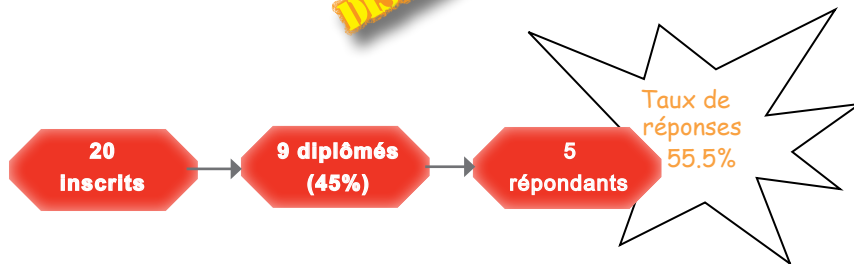 20
inscrits
9 diplômés
(45%)
5
répondants
Taux de
réponses
55.5%